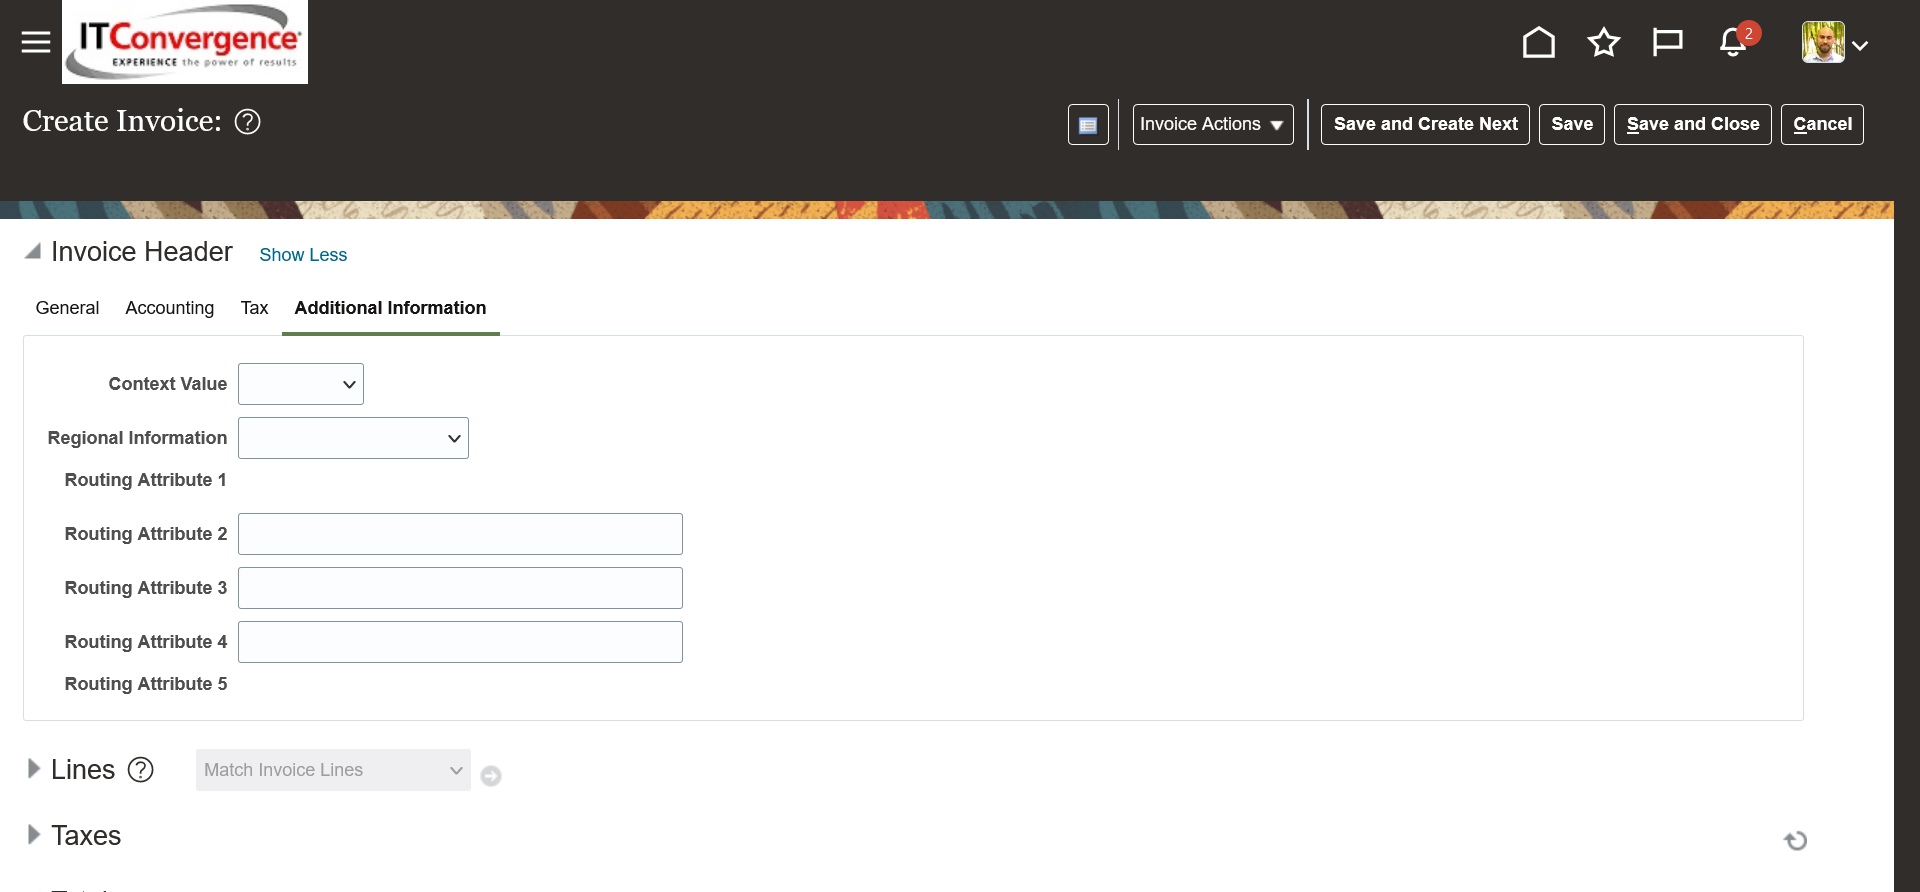 ITConvergence
EXPERIENCE the power of results
2
Create Invoice:
Invoice Actions
Save and Create Next
Save
Save and Close
Cancel
Invoice Header
Show Less
General
Accounting
Tax
Additional Information
Context Value
Regional Information
Routing Attribute 1
Routing Attribute 2
Routing Attribute 3
Routing Attribute 4
Routing Attribute 5
Lines
Match Invoice Lines
Taxes